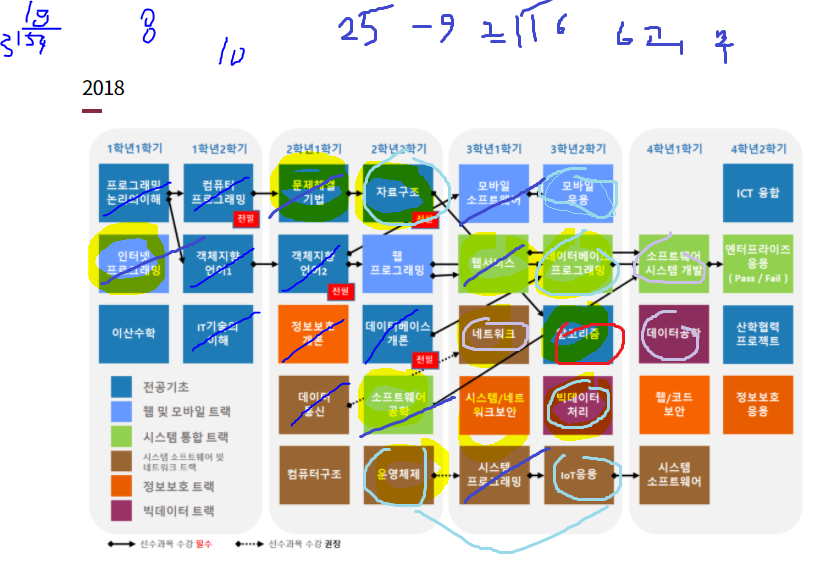 25 - 9 = 16
10
2018
1학년1학기 1학년2학기 2학년1학기 2학년2학기 3학년1학기 3학년2학기 4학년1학기 4학년2학기
프로그래밍 논리의이해
컴퓨터 프로그래밍
전필
문제해결 기법
자료구조
전필
모바일 소프트웨어
모바일 응용
ICT 융합
인터넷 프로그래밍
객체지향 언어1
객체지향 언어2
전필
웹 프로그래밍
웹서비스
데이터베이스 프로그래밍
소프트웨어 시스템 개발
엔터프라이즈 응용 ( Pass / Fail )
이산수학
IT기술의 이해
정보보호 개론
데이터베이스 개론
전필
네트워크
알고리즘
데이터공학
산학협력 프로젝트
데이터 통신
소프트웨어 공학
시스템/네트워크보안
빅데이터 처리
웹/코드 보안
정보보호 응용
컴퓨터구조
운영체제
시스템 프로그래밍
IoT응용
시스템 소프트웨어
전공기초
웹 및 모바일 트랙
시스템 통합 트랙
시스템 소프트웨어 및 네트워크 트랙
정보보호 트랙
빅데이터 트랙
선수과목 수강 필수
선수과목 수강 권장